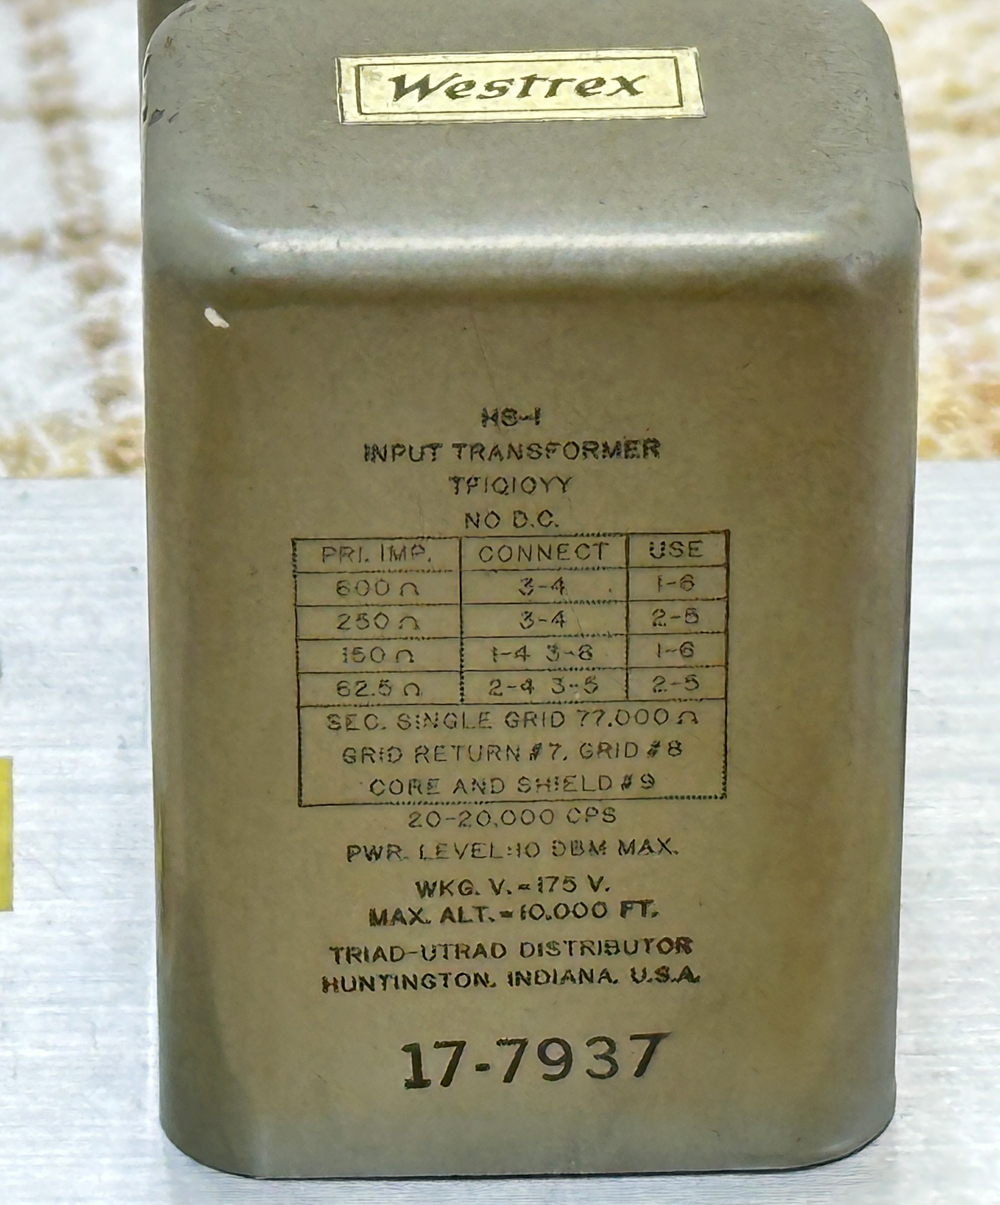 Westrex
HS-1
INPUT TRANSFORMER
TF1Q10YY
NO D.C.
PRI. IMP. CONNECT USE
600 Ω 3-4 1-6
250 Ω 3-4 2-5
150 Ω 1-4 3-6 1-6
62.5 Ω 2-4 3-5 2-5
SEC. SINGLE GRID 77,000 Ω
GRID RETURN #7, GRID #8
CORE AND SHIELD #9
20-20,000 CPS
PWR. LEVEL:10 DBM MAX.
WKG. V. = 175 V.
MAX. ALT. = 10,000 FT.
TRIAD-UTRAD DISTRIBUTOR
HUNTINGTON, INDIANA, U.S.A.
17-7937